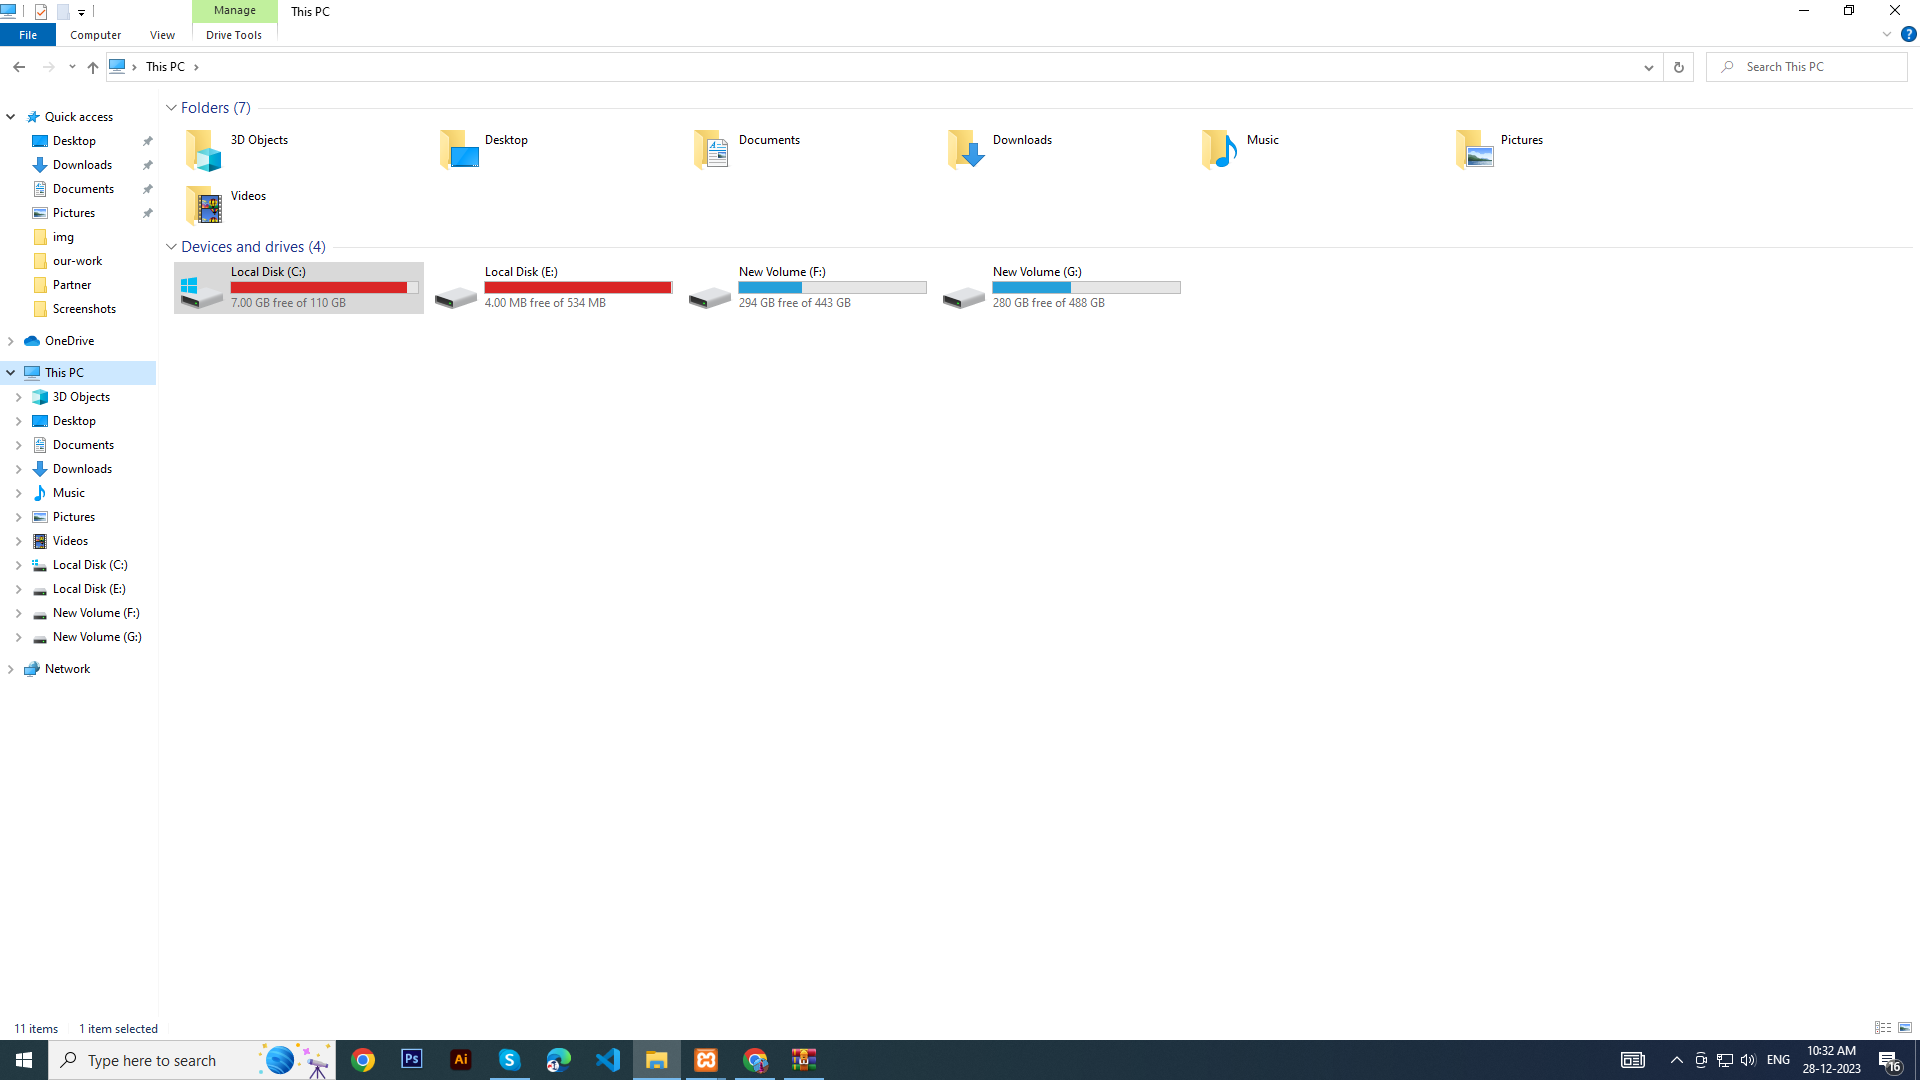 Manage
This PC
File
Computer
View
Drive Tools
?
This PC
Search This PC
Quick access
Desktop
Downloads
Documents
Pictures
img
our-work
Partner
Screenshots
OneDrive
This PC
3D Objects
Desktop
Documents
Downloads
Music
Pictures
Videos
Local Disk (C:)
Local Disk (E:)
New Volume (F:)
New Volume (G:)
Network
Folders (7)
3D Objects
Desktop
Documents
Downloads
Music
Pictures
Videos
Devices and drives (4)
Local Disk (C:)
7.00 GB free of 110 GB
Local Disk (E:)
4.00 MB free of 534 MB
New Volume (F:)
294 GB free of 443 GB
New Volume (G:)
280 GB free of 488 GB
11 items
1 item selected
Type here to search
Ps
Ai
S
1
ENG
10:32 AM
28-12-2023
16